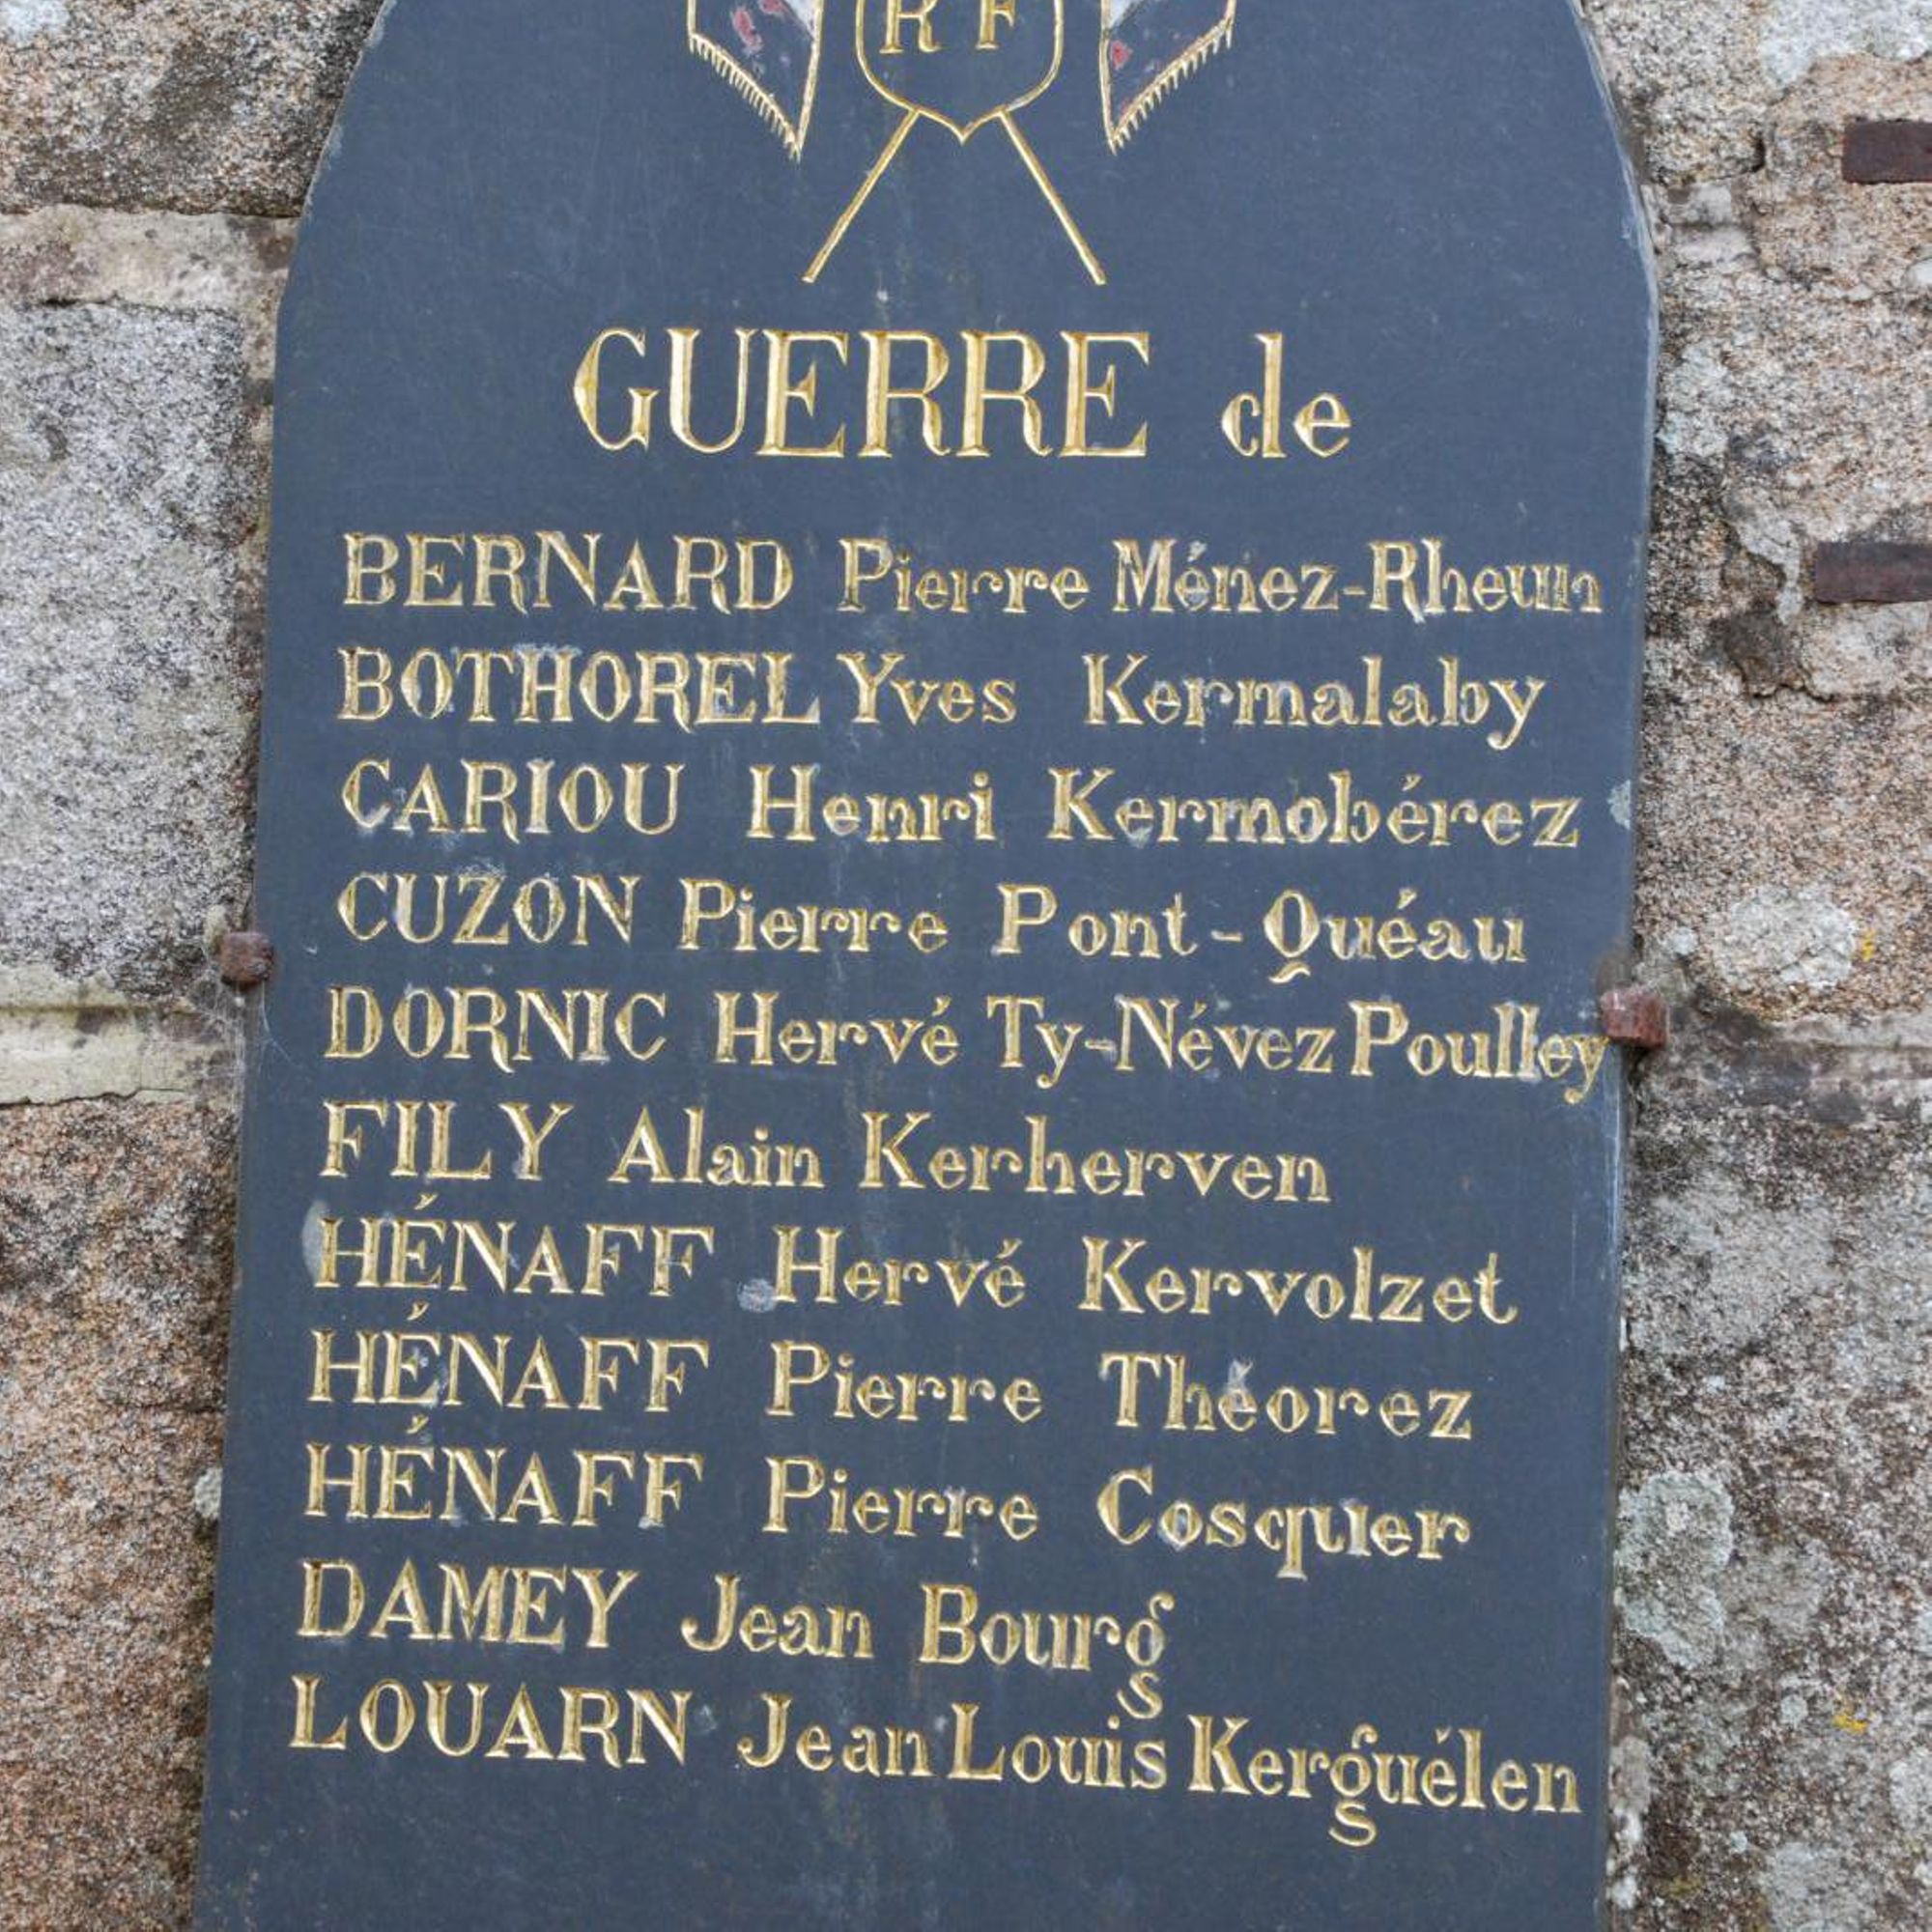 R F
GUERRE de
BERNARD Pierre Ménez-Rheun
BOTHOREL Yves Kermalaby
CARIOU Henri Kermobérez
CUZON Pierre Pont-Quéau
DORNIC Hervé Ty-Névez Poulley
FILY Alain Kerherven
HÉNAFF Hervé Kervolzet
HÉNAFF Pierre Théorez
HÉNAFF Pierre Cosquer
DAMEY Jean Bourg
LOUARN Jean Louis Kerguélen